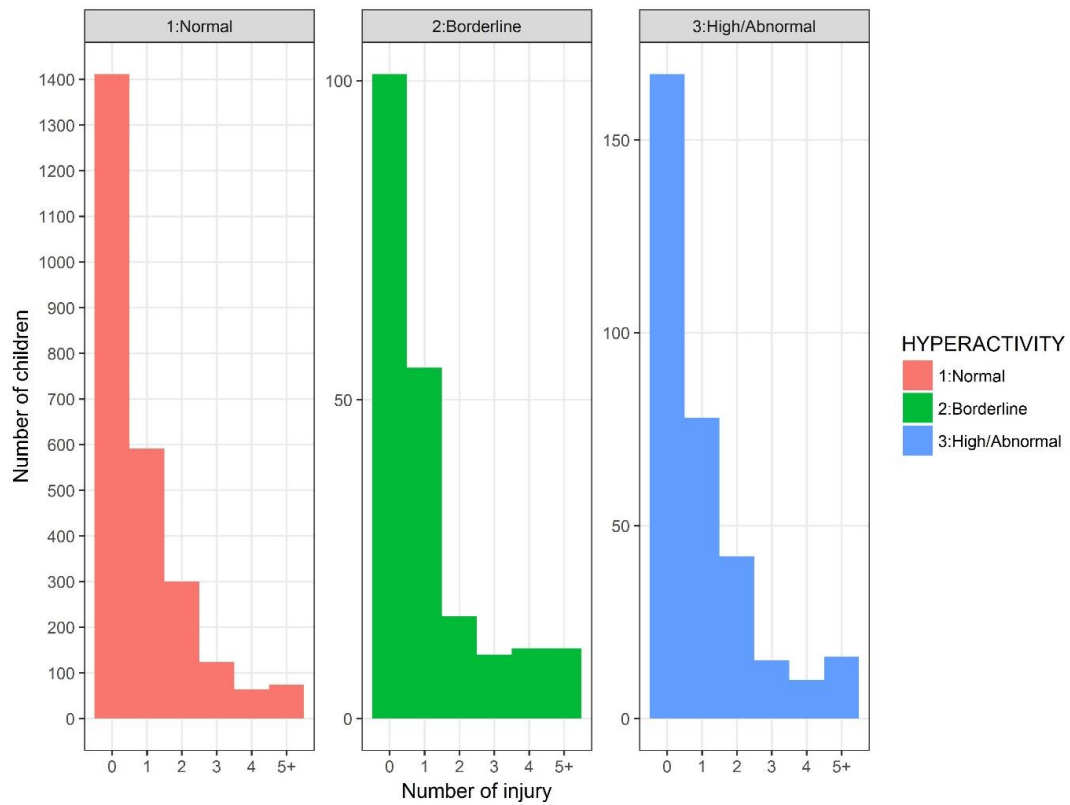 1:Normal
2:Borderline
3:High/Abnormal
Number of children
1400
1300
1200
1100
1000
900
800
700
600
500
400
300
200
100
0
100
50
0
150
100
50
0
0 1 2 3 4 5+
0 1 2 3 4 5+
0 1 2 3 4 5+
Number of injury
HYPERACTIVITY
1:Normal
2:Borderline
3:High/Abnormal